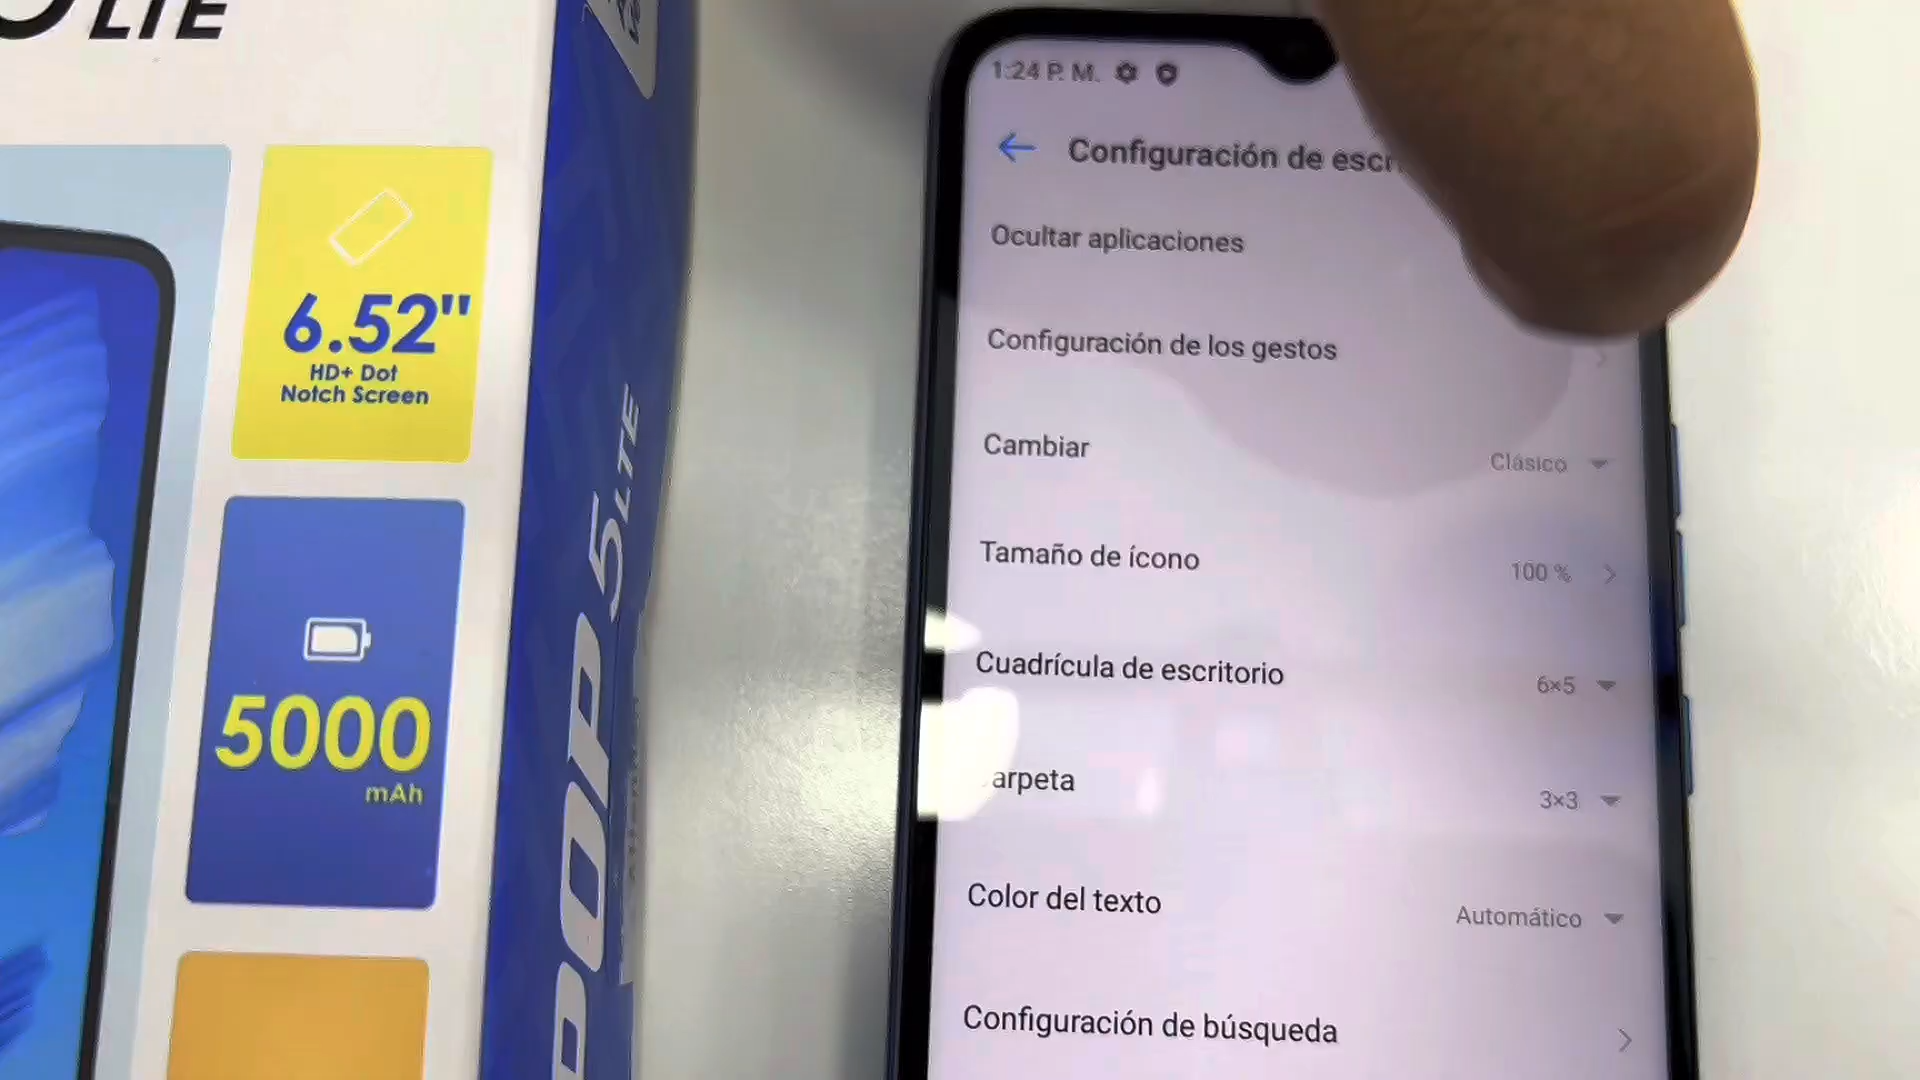 LTE
6.52"
HD+ Dot
Notch Screen
5000
mAh
POP 5 LTE
1:24 P. M.
Configuración de escr
Ocultar aplicaciones
Configuración de los gestos
Cambiar
Clásico
Tamaño de ícono
100 %
Cuadrícula de escritorio
6×5
arpeta
3×3
Color del texto
Automático
Configuración de búsqueda